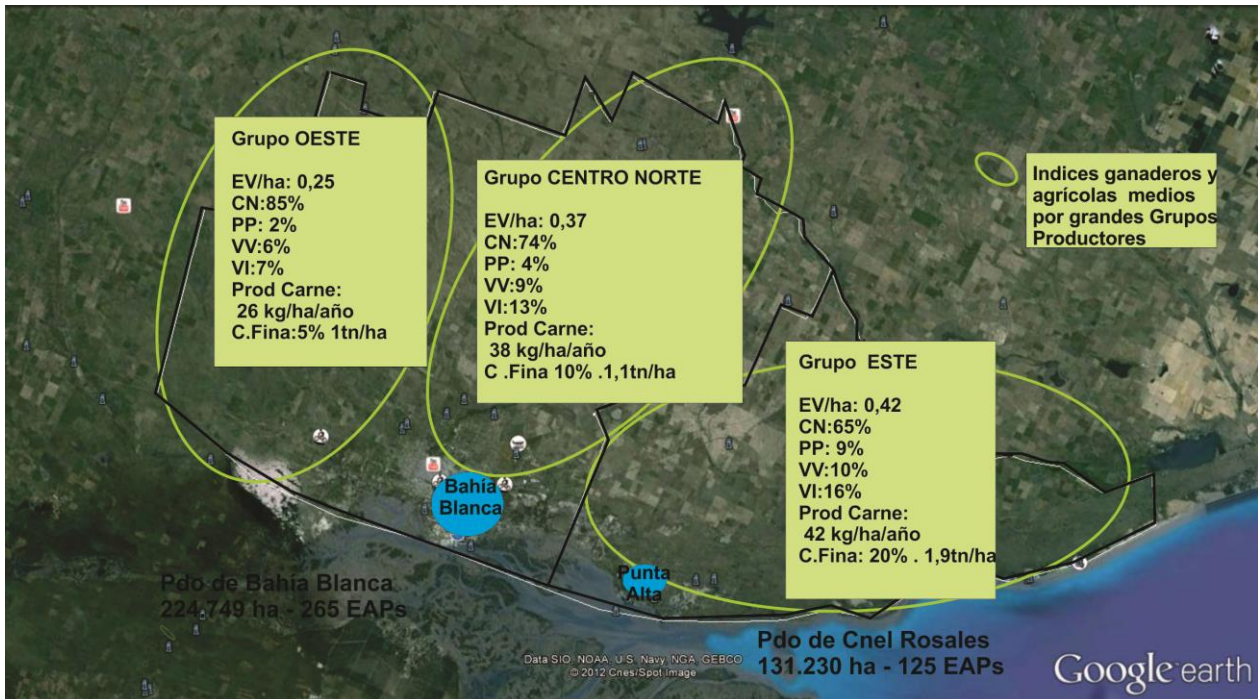 Grupo OESTE
EV/ha: 0,25
CN:85%
PP: 2%
VV:6%
VI:7%
Prod Carne:
26 kg/ha/año
C.Fina:5% 1tn/ha
Grupo CENTRO NORTE
EV/ha: 0,37
CN:74%
PP: 4%
VV:9%
VI:13%
Prod Carne:
38 kg/ha/año
C .Fina 10% .1,1tn/ha
Indices ganaderos y
agrícolas medios
por grandes Grupos
Productores
Grupo ESTE
EV/ha: 0,42
CN:65%
PP: 9%
VV:10%
VI:16%
Prod Carne:
42 kg/ha/año
C.Fina: 20% . 1,9tn/ha
Bahía
Blanca
Punta
Alta
Pdo de Bahía Blanca
224.749 ha - 265 EAPs
Pdo de Cnel Rosales
131.230 ha - 125 EAPs
Data SIO, NOAA, U.S. Navy, NGA, GEBCO
© 2012 Cnes/Spot Image
Google earth